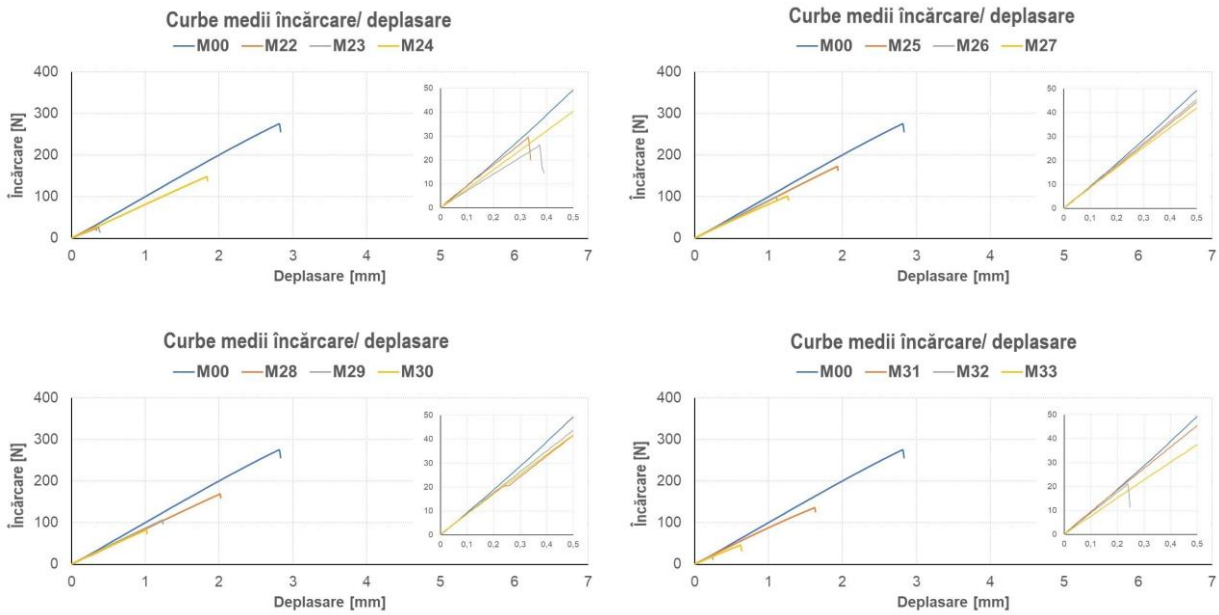 Curbe medii încărcare/ deplasare
M00 M22 M23 M24
Încărcare [N]
400
300
200
100
0
0 1 2 3 4 5 6 7
Deplasare [mm]
50
40
30
20
10
0
0 0,1 0,2 0,3 0,4 0,5
Curbe medii încărcare/ deplasare
M00 M25 M26 M27
Încărcare [N]
400
300
200
100
0
0 1 2 3 4 5 6 7
Deplasare [mm]
50
40
30
20
10
0
0 0,1 0,2 0,3 0,4 0,5
Curbe medii încărcare/ deplasare
M00 M28 M29 M30
Încărcare [N]
400
300
200
100
0
0 1 2 3 4 5 6 7
Deplasare [mm]
50
40
30
20
10
0
0 0,1 0,2 0,3 0,4 0,5
Curbe medii încărcare/ deplasare
M00 M31 M32 M33
Încărcare [N]
400
300
200
100
0
0 1 2 3 4 5 6 7
Deplasare [mm]
50
40
30
20
10
0
0 0,1 0,2 0,3 0,4 0,5